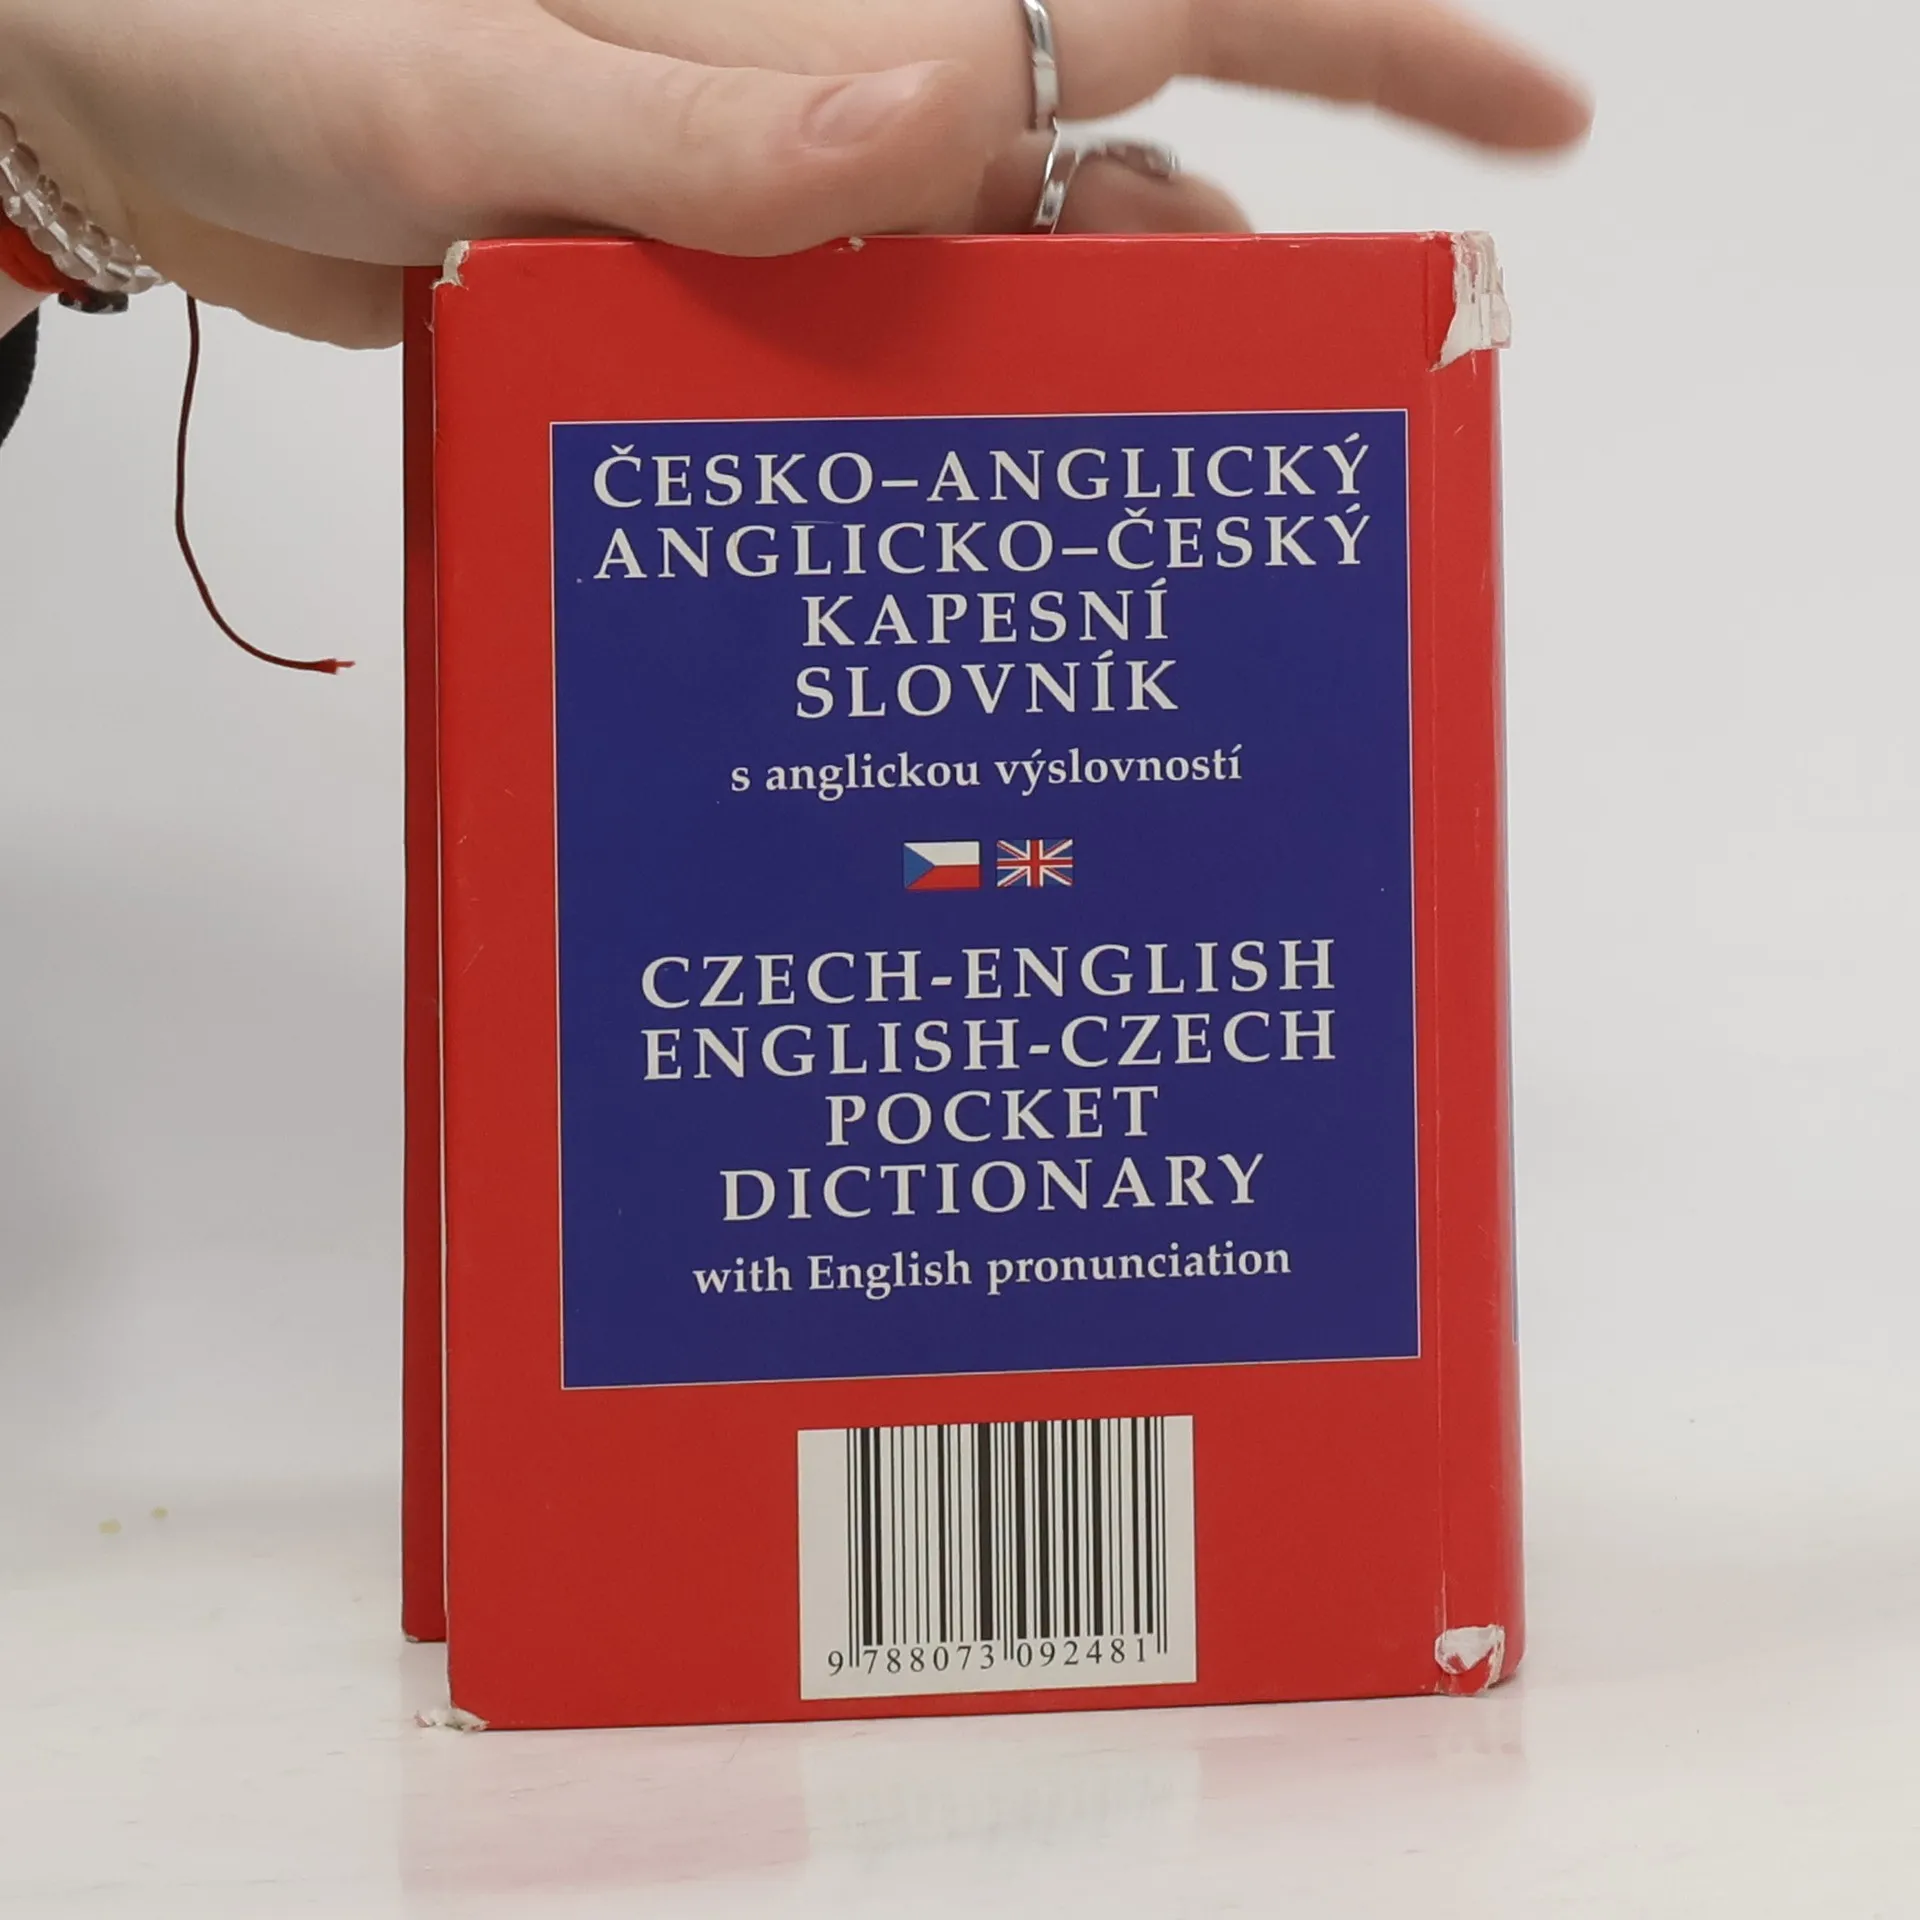 ČESKO–ANGLICKÝ
ANGLICKO–ČESKÝ
KAPESNÍ
SLOVNÍK
s anglickou výslovností
CZECH-ENGLISH
ENGLISH-CZECH
POCKET
DICTIONARY
with English pronunciation
9 788073 092481